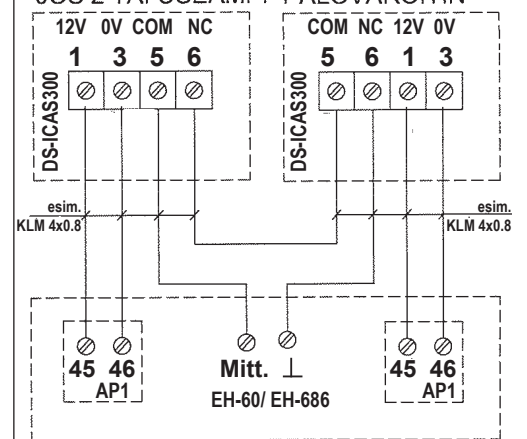 12V 0V COM NC
1 3 5 6
DS-ICAS300
COM NC 12V 0V
5 6 1 3
DS-ICAS300
esim.
KLM 4x0.8
esim.
KLM 4x0.8
45 46
AP1
Mitt. ⊥
EH-60/ EH-686
45 46
AP1